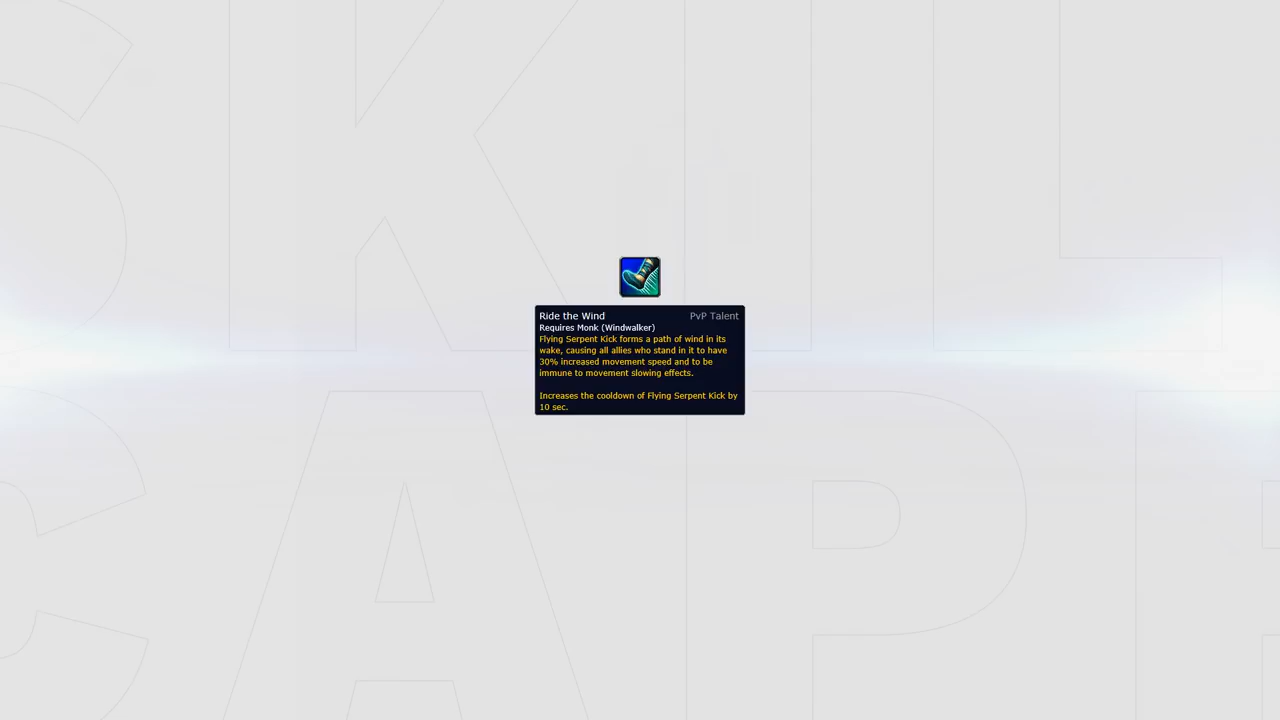 SKILL
CAPPE
Ride the Wind PvP Talent
Requires Monk (Windwalker)
Flying Serpent Kick forms a path of wind in its
wake, causing all allies who stand in it to have
30% increased movement speed and to be
immune to movement slowing effects.
Increases the cooldown of Flying Serpent Kick by
10 sec.